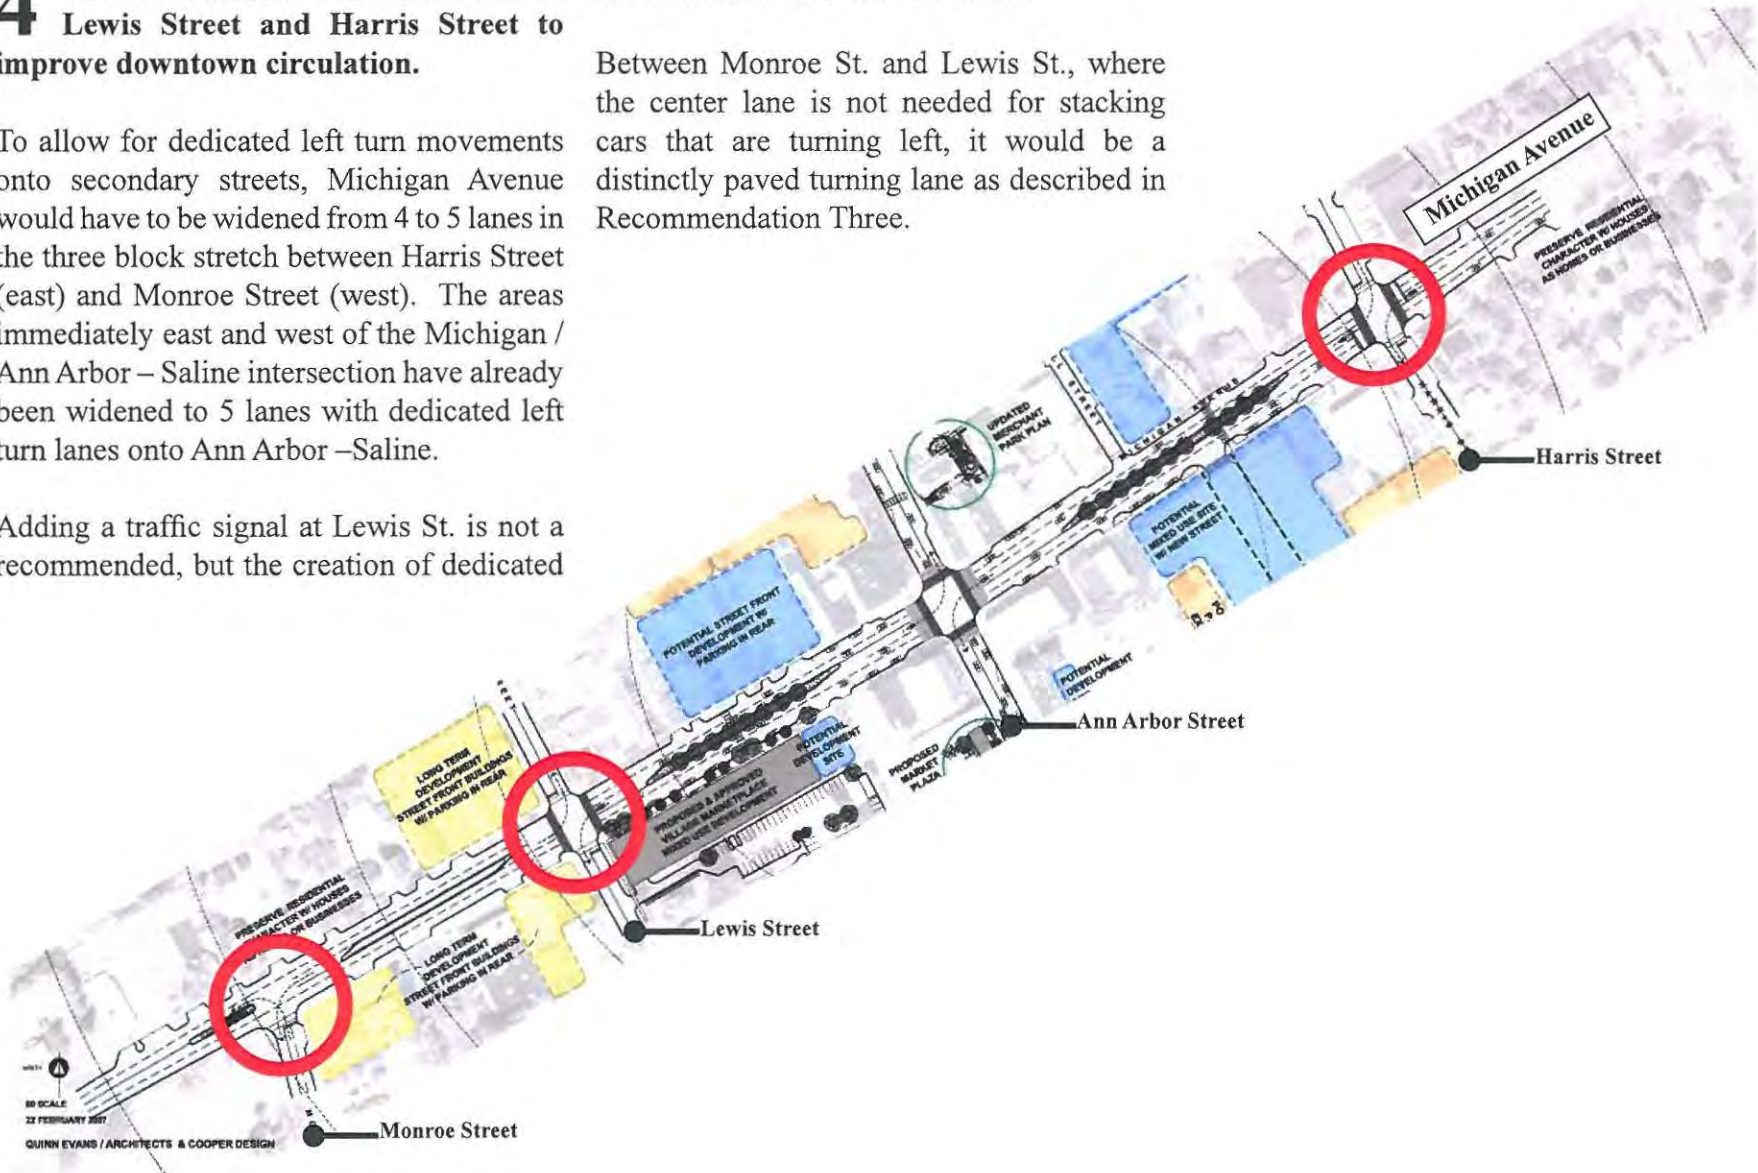 4
Lewis Street and Harris Street to
improve downtown circulation.
To allow for dedicated left turn movements
onto secondary streets, Michigan Avenue
would have to be widened from 4 to 5 lanes in
the three block stretch between Harris Street
(east) and Monroe Street (west). The areas
immediately east and west of the Michigan /
Ann Arbor – Saline intersection have already
been widened to 5 lanes with dedicated left
turn lanes onto Ann Arbor –Saline.
Adding a traffic signal at Lewis St. is not a
recommended, but the creation of dedicated
Between Monroe St. and Lewis St., where
the center lane is not needed for stacking
cars that are turning left, it would be a
distinctly paved turning lane as described in
Recommendation Three.
Michigan Avenue
PRESERVE RESIDENTIAL
CHARACTER W/ HOUSES
AS HOMES OR BUSINESSES
Harris Street
UPDATED
MERCHANT
PARK PLAN
STREET
MICHIGAN AVENUE
POTENTIAL
MIXED USE SITE
W/ NEW STREET
POTENTIAL STREET FRONT
DEVELOPMENT W/
PARKING IN REAR
POTENTIAL
DEVELOPMENT
Ann Arbor Street
PROPOSED
MARKET
PLAZA
POTENTIAL
DEVELOPMENT
SITE
PROPOSED & APPROVED
VILLAGE MARKETPLACE
MIXED USE DEVELOPMENT
LONG TERM
DEVELOPMENT
STREET FRONT BUILDINGS
W/ PARKING IN REAR
Lewis Street
PRESERVE RESIDENTIAL
CHARACTER W/ HOUSES
OR BUSINESSES
LONG TERM
DEVELOPMENT
STREET FRONT BUILDINGS
W/ PARKING IN REAR
Monroe Street
SCALE
22 FEBRUARY 2007
QUINN EVANS / ARCHITECTS & COOPER DESIGN